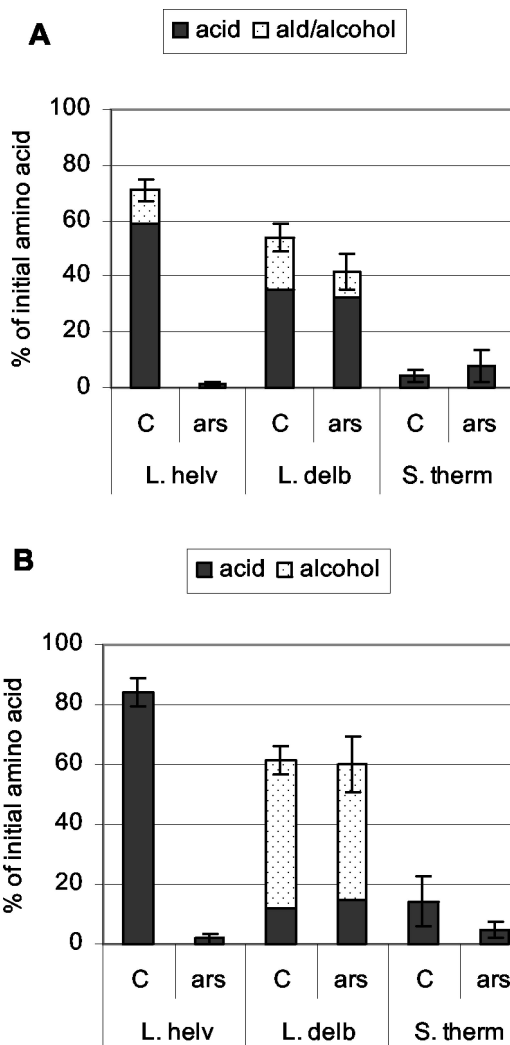 A
acid ald/alcohol
% of initial amino acid
100
80
60
40
20
0
C ars C ars C ars
L. helv L. delb S. therm
B
acid alcohol
% of initial amino acid
100
80
60
40
20
0
C ars C ars C ars
L. helv L. delb S. therm